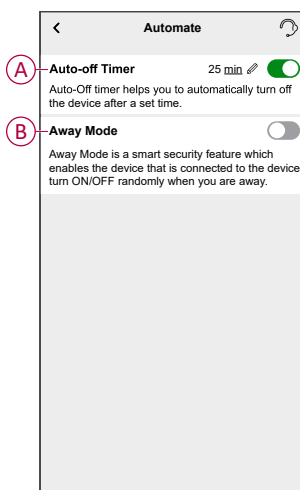 Automate
A
Auto-off Timer 25 min
Auto-Off timer helps you to automatically turn off
the device after a set time.
B
Away Mode
Away Mode is a smart security feature which
enables the device that is connected to the device
turn ON/OFF randomly when you are away.